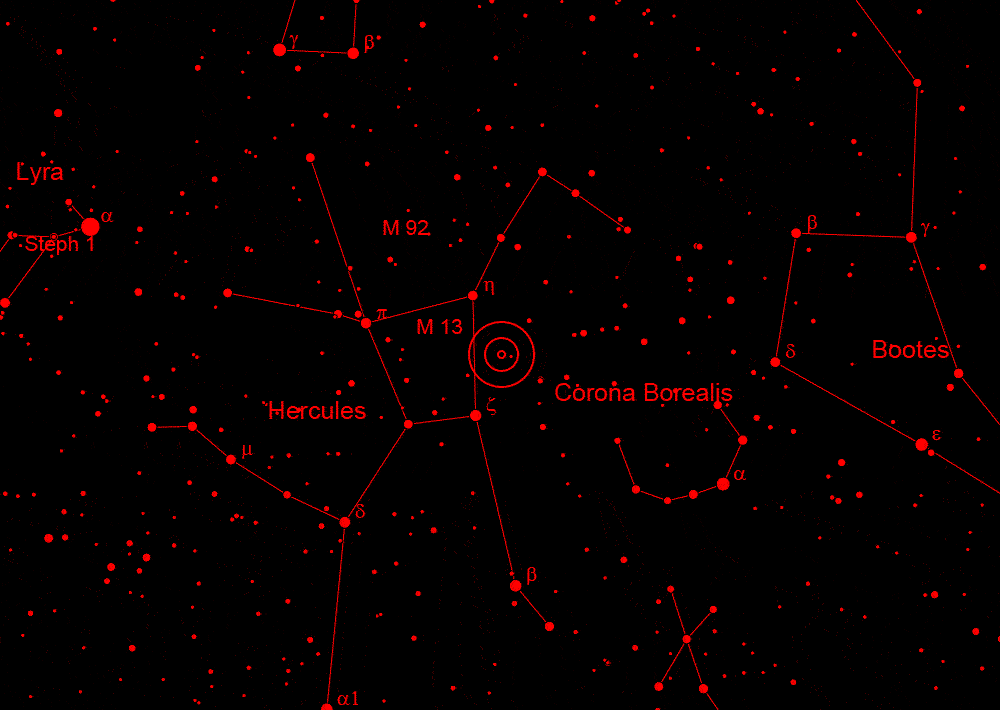 γ
β
Lyra
α
M 92
β
γ
Steph 1
η
π
M 13
δ
Bootes
Corona Borealis
Hercules
ζ
ε
μ
α
δ
β
α1